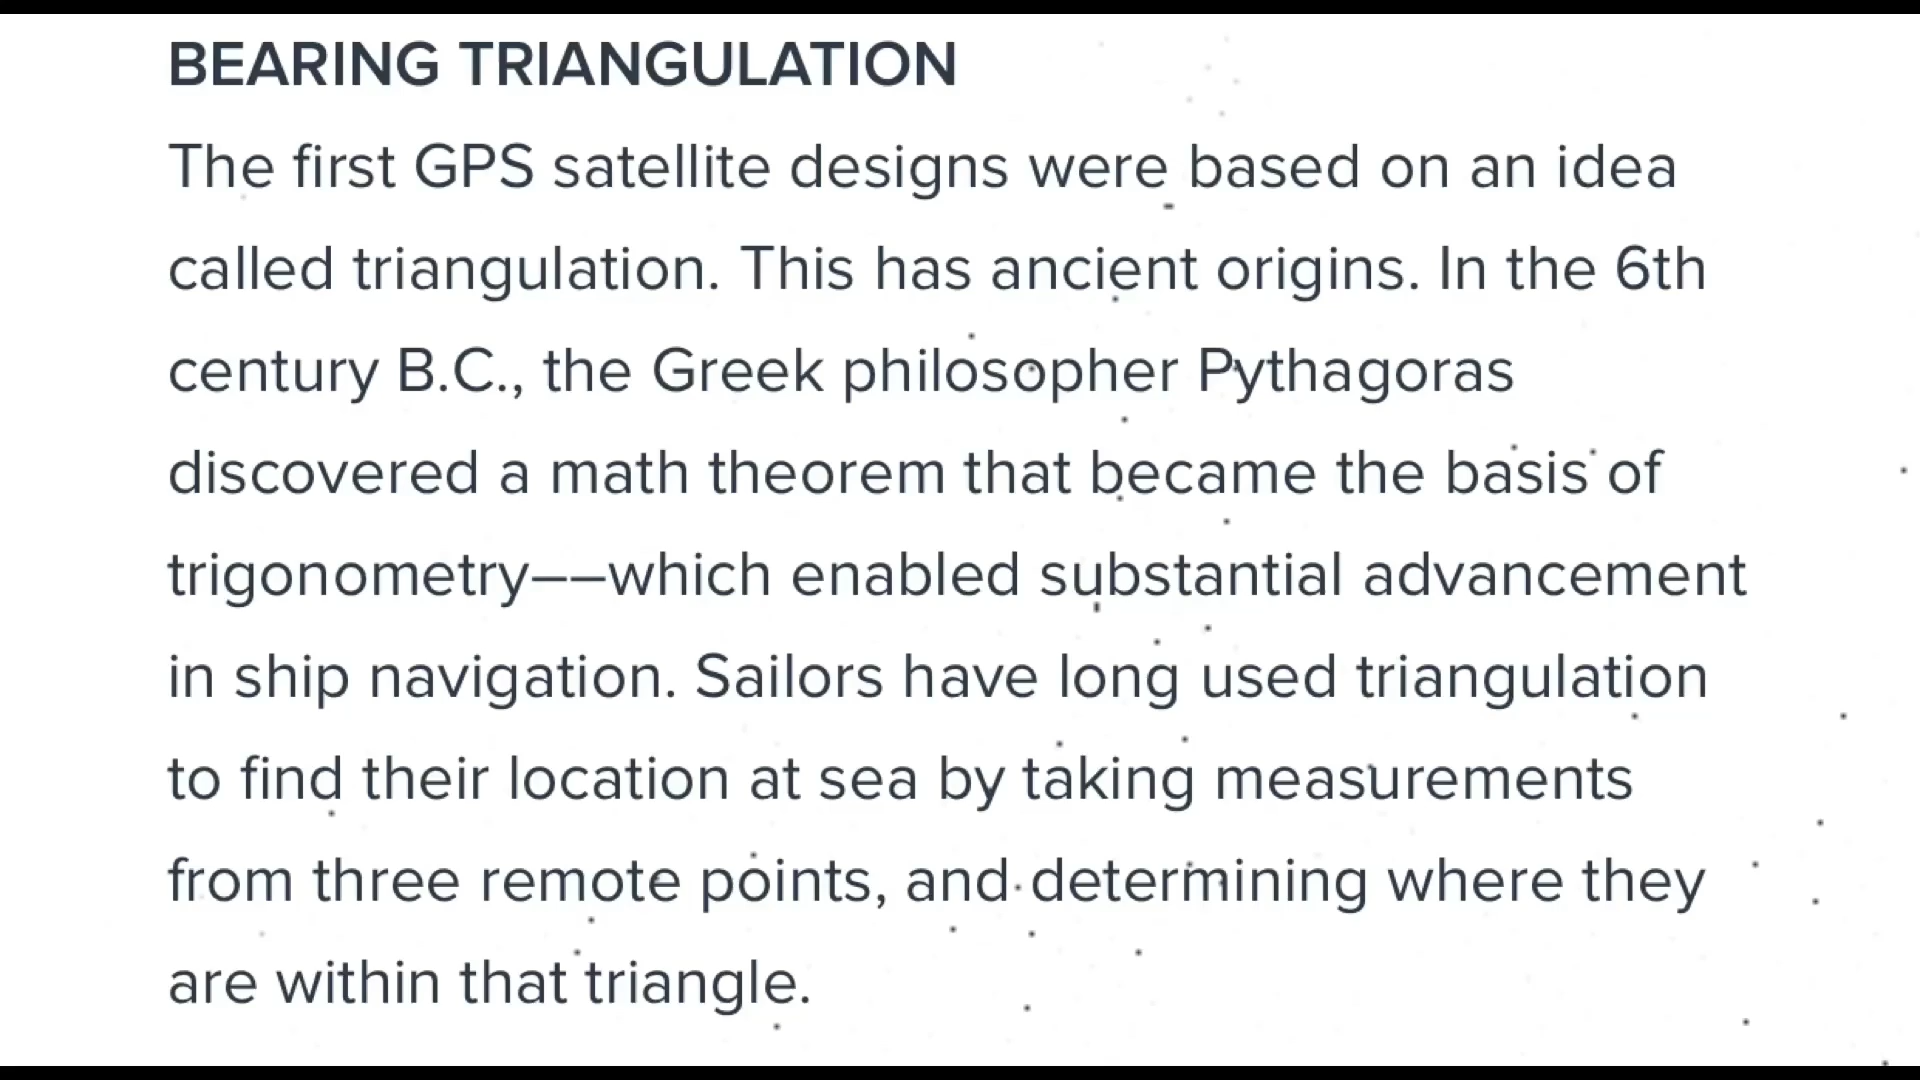 BEARING TRIANGULATION
The first GPS satellite designs were based on an idea
called triangulation. This has ancient origins. In the 6th
century B.C., the Greek philosopher Pythagoras
discovered a math theorem that became the basis of
trigonometry––which enabled substantial advancement
in ship navigation. Sailors have long used triangulation
to find their location at sea by taking measurements
from three remote points, and determining where they
are within that triangle.